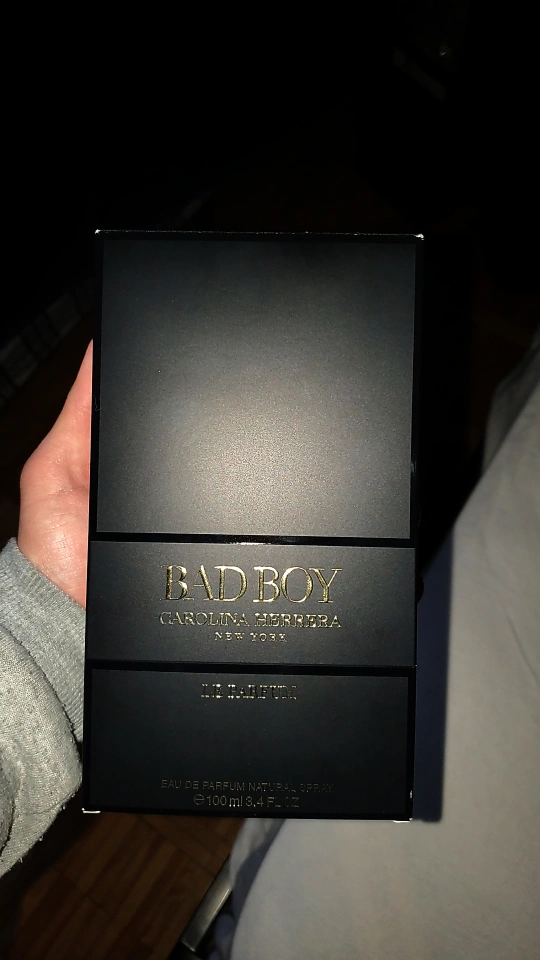 BAD BOY
CAROLINA HERRERA
NEW YORK
LE PARFUM
EAU DE PARFUM NATURAL SPRAY
℮100 ml 3,4 FL OZ